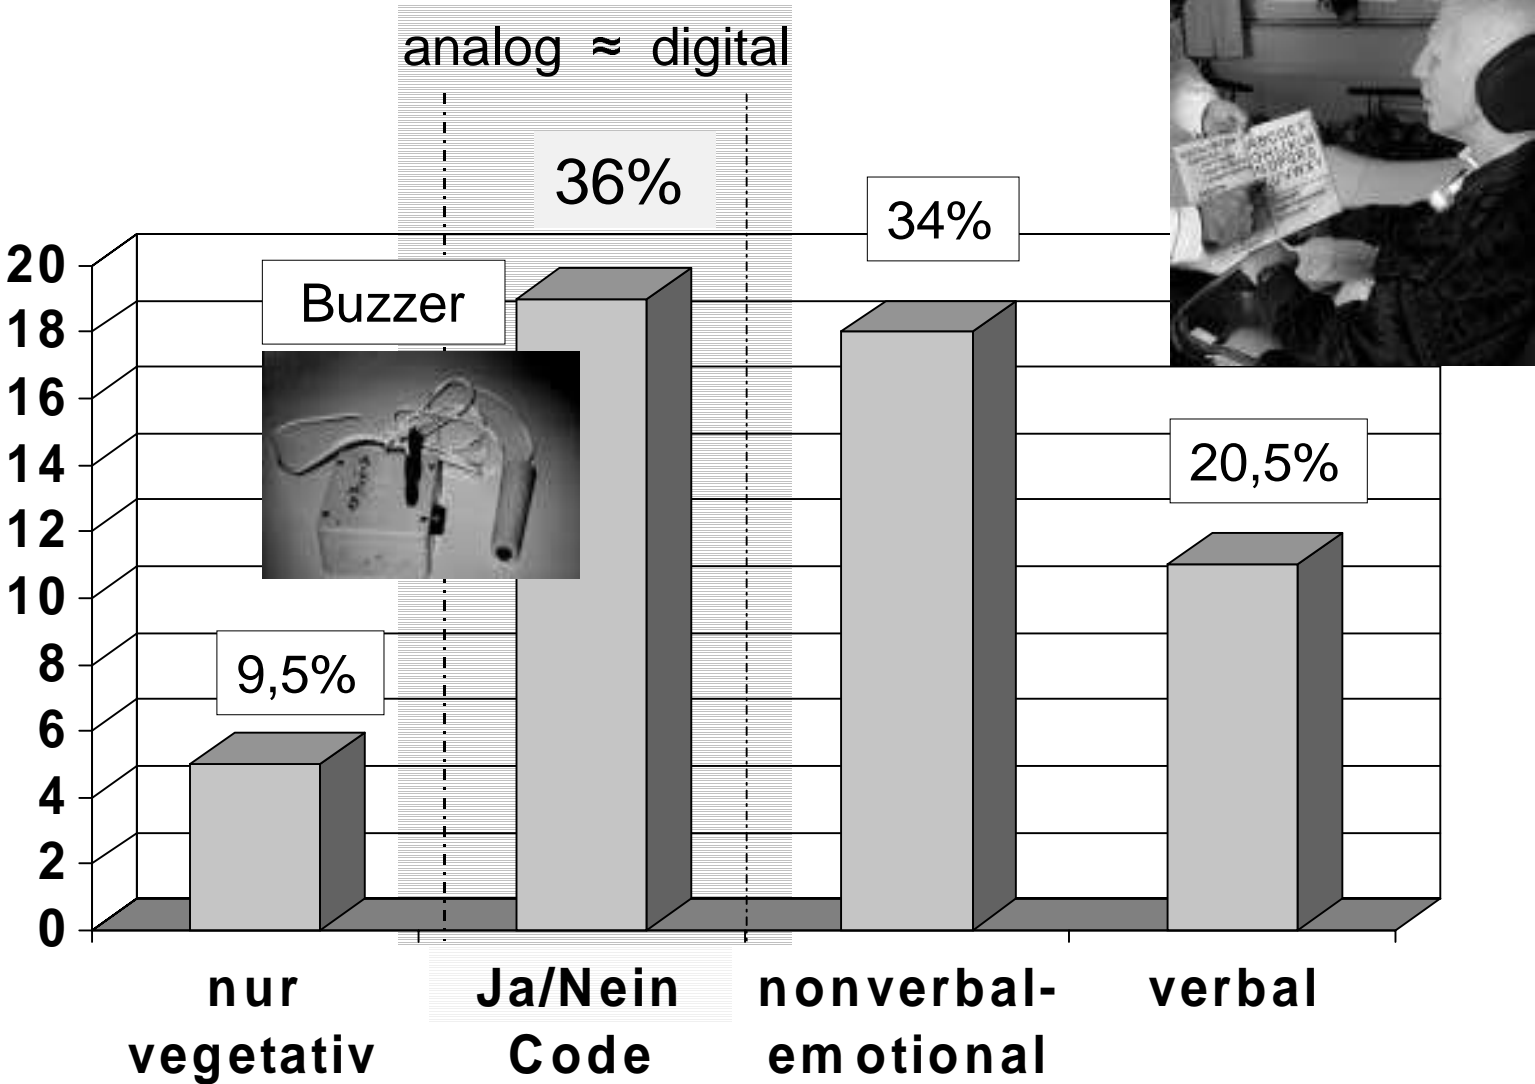 analog ≈ digital
36%
34%
Buzzer
20,5%
9,5%
20
18
16
14
12
10
8
6
4
2
0
nur
vegetativ
Ja/Nein
Code
nonverbal-
emotional
verbal